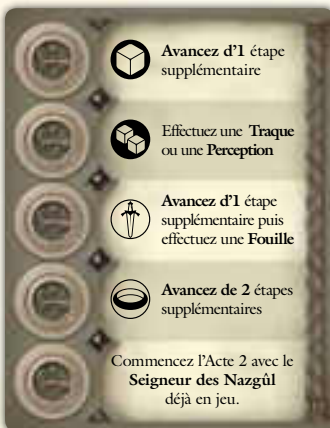 Avancez d'1 étape
supplémentaire
Effectuez une Traque
ou une Perception
Avancez d'1 étape
supplémentaire puis
effectuez une Fouille
Avancez de 2 étapes
supplémentaires
Commencez l'Acte 2 avec le
Seigneur des Nazgûl
déjà en jeu.